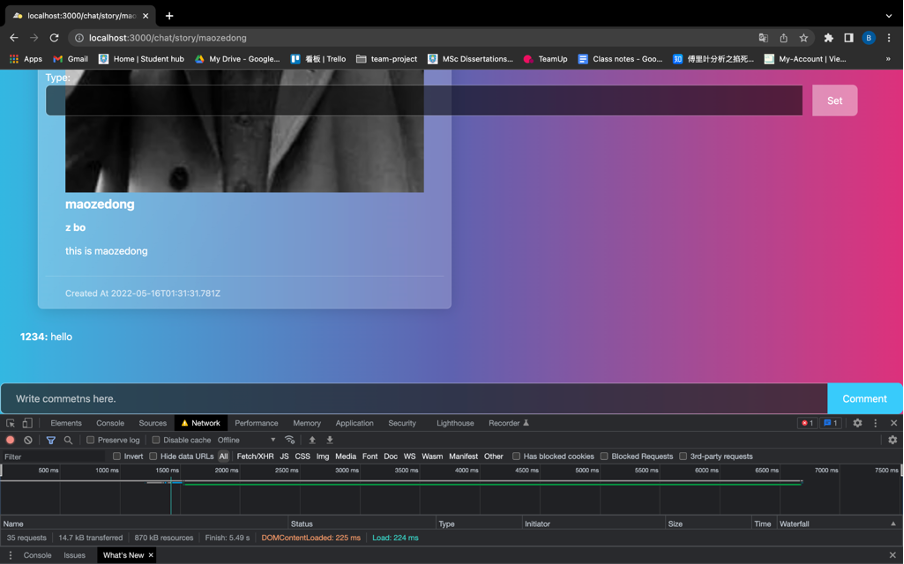 localhost:3000/chat/story/mao
localhost:3000/chat/story/maozedong
B
Apps Gmail Home | Student hub My Drive - Google... 看板 | Trello team-project MSc Dissertations... TeamUp Class notes - Goo... 知 傅里叶分析之掐死... My-Account | Vie... »
Type:
Set
maozedong
z bo
this is maozedong
Created At 2022-05-16T01:31:31.781Z
1234: hello
Write commetns here. Comment
Elements Console Sources Network Performance Memory Application Security Lighthouse Recorder 1 1
Preserve log Disable cache Offline
Filter Invert Hide data URLs All Fetch/XHR JS CSS Img Media Font Doc WS Wasm Manifest Other Has blocked cookies Blocked Requests 3rd-party requests
500 ms 1000 ms 1500 ms 2000 ms 2500 ms 3000 ms 3500 ms 4000 ms 4500 ms 5000 ms 5500 ms 6000 ms 6500 ms 7000 ms 7500 ms
Name Status Type Initiator Size Time Waterfall
35 requests 14.7 kB transferred 870 kB resources Finish: 5.49 s DOMContentLoaded: 225 ms Load: 224 ms
Console Issues What's New